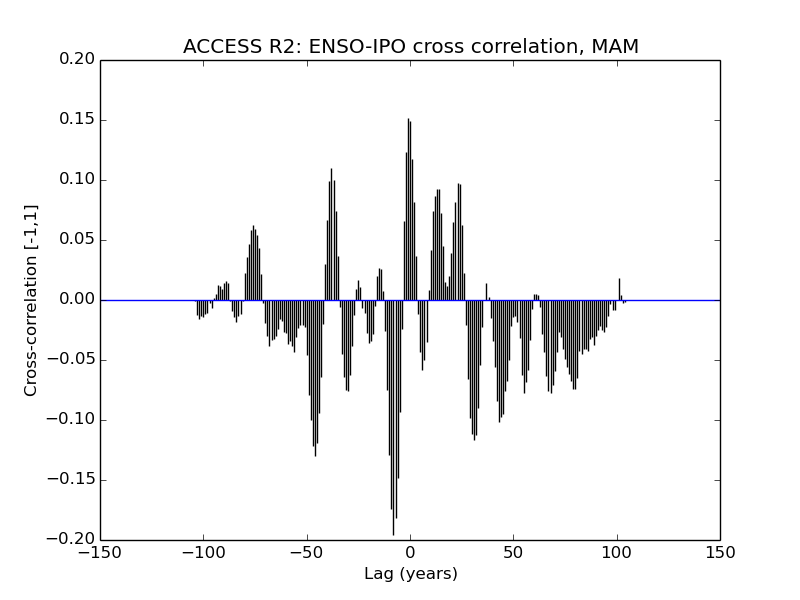 ACCESS R2: ENSO-IPO cross correlation, MAM
0.20
0.15
0.10
0.05
0.00
−0.05
−0.10
−0.15
−0.20
Cross-correlation [-1,1]
−150 −100 −50 0 50 100 150
Lag (years)